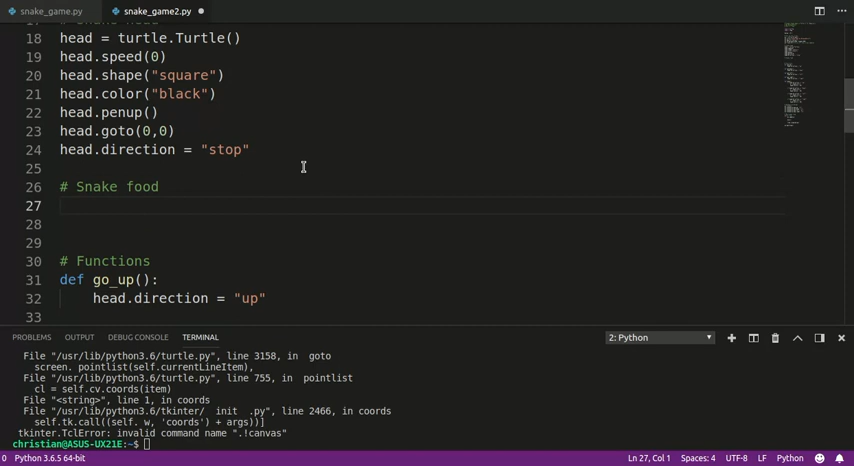 snake_game.py snake_game2.py
18 head = turtle.Turtle()
19 head.speed(0)
20 head.shape("square")
21 head.color("black")
22 head.penup()
23 head.goto(0,0)
24 head.direction = "stop"
25
26 # Snake food
27
28
29
30 # Functions
31 def go_up():
32 head.direction = "up"
33
PROBLEMS OUTPUT DEBUG CONSOLE TERMINAL 2: Python
File "/usr/lib/python3.6/turtle.py", line 3158, in goto
screen. pointlist(self.currentLineItem),
File "/usr/lib/python3.6/turtle.py", line 755, in pointlist
cl = self.cv.coords(item)
File "<string>", line 1, in coords
File "/usr/lib/python3.6/tkinter/ init .py", line 2466, in coords
self.tk.call((self. w, 'coords') + args))]
tkinter.TclError: invalid command name ".!canvas"
christian@ASUS-UX21E:~$
0 Python 3.6.5 64-bit Ln 27, Col 1 Spaces: 4 UTF-8 LF Python